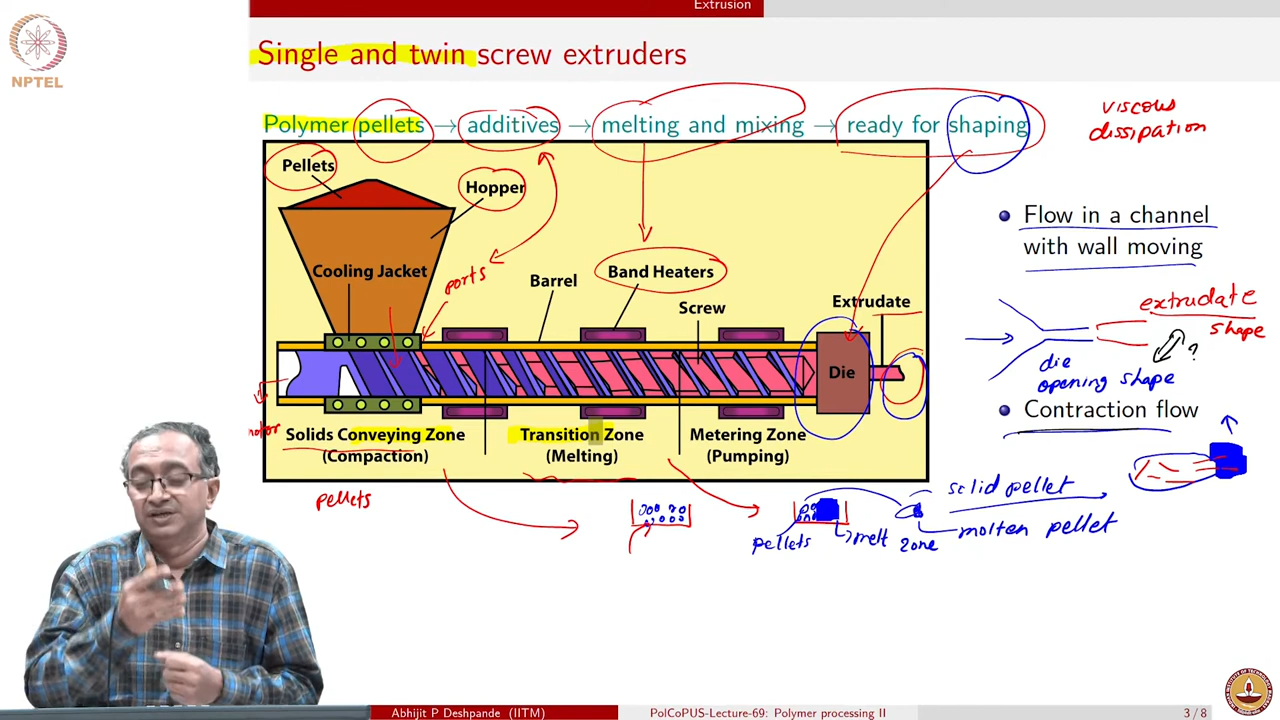 Extrusion
NPTEL
Single and twin screw extruders
Polymer pellets → additives → melting and mixing → ready for shaping
viscous
dissipation
Pellets
Hopper
Cooling Jacket
ports
Barrel
Band Heaters
Screw
Extrudate
Die
motor
Solids Conveying Zone
(Compaction)
Transition Zone
(Melting)
Metering Zone
(Pumping)
pellets
Flow in a channel
with wall moving
extrudate
shape
?
die
opening shape
Contraction flow
solid pellet
molten pellet
pellets
melt
zone
Abhijit P Deshpande (IITM)
PolCoPUS-Lecture-69: Polymer processing II
3/8